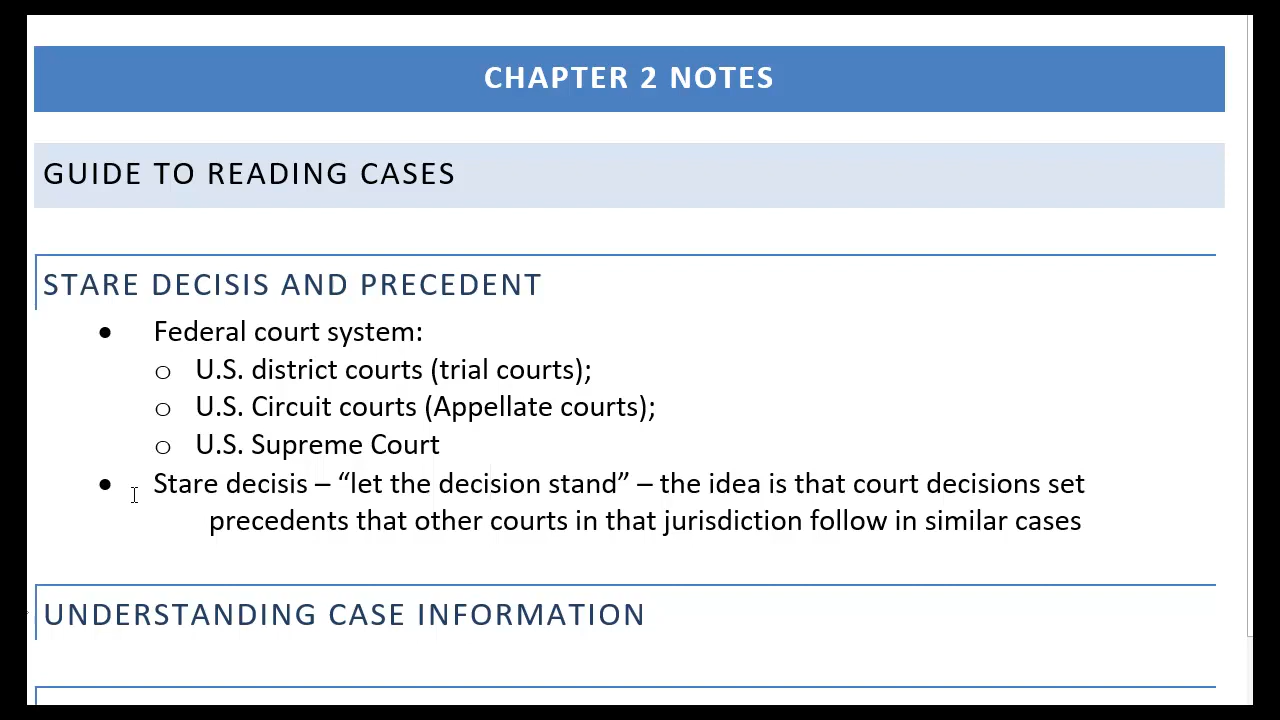 CHAPTER 2 NOTES
GUIDE TO READING CASES
STARE DECISIS AND PRECEDENT
• Federal court system:
o U.S. district courts (trial courts);
o U.S. Circuit courts (Appellate courts);
o U.S. Supreme Court
• Stare decisis – “let the decision stand” – the idea is that court decisions set
precedents that other courts in that jurisdiction follow in similar cases
UNDERSTANDING CASE INFORMATION